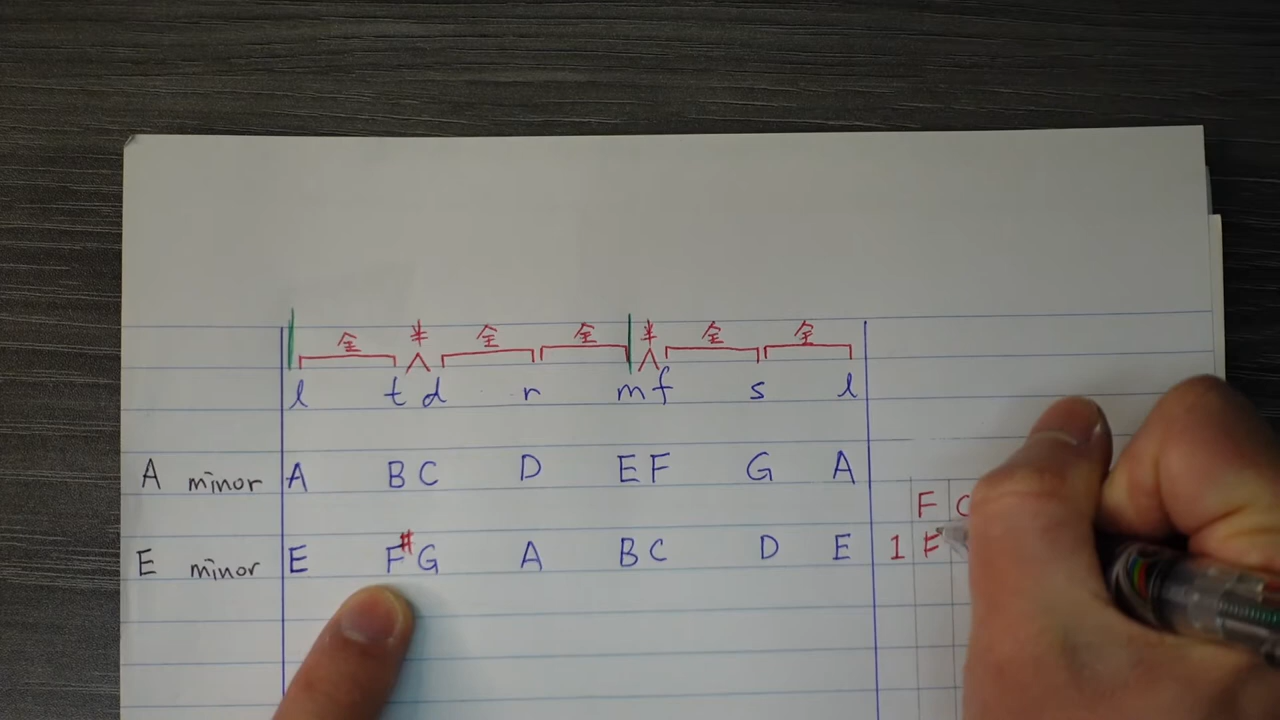 全 半 全 全 半 全 全
l t d r m f s l
A minor A B C D E F G A
F C
E minor E F# G A B C D E 1 F